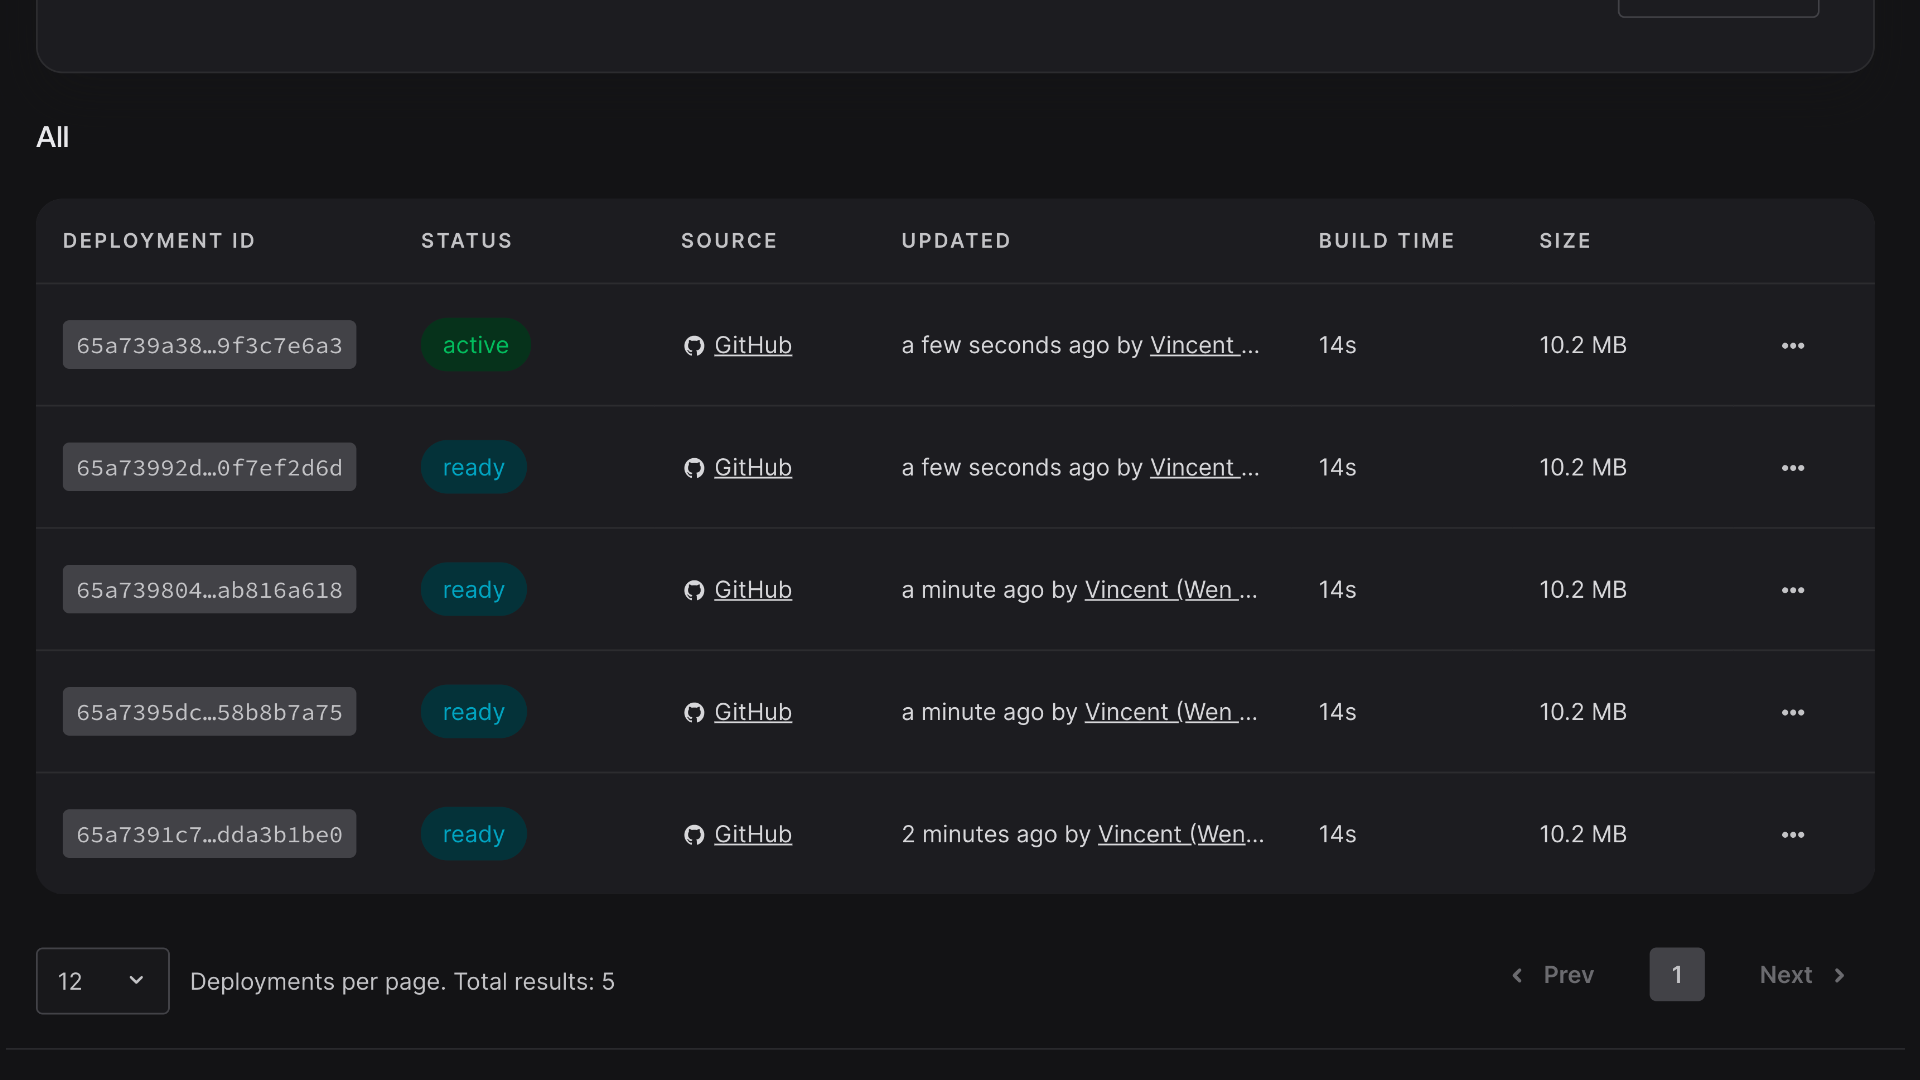 All
DEPLOYMENT ID STATUS SOURCE UPDATED BUILD TIME SIZE
65a739a38…9f3c7e6a3 active GitHub a few seconds ago by Vincent ... 14s 10.2 MB
65a73992d…0f7ef2d6d ready GitHub a few seconds ago by Vincent ... 14s 10.2 MB
65a739804…ab816a618 ready GitHub a minute ago by Vincent (Wen ... 14s 10.2 MB
65a7395dc…58b8b7a75 ready GitHub a minute ago by Vincent (Wen ... 14s 10.2 MB
65a7391c7…dda3b1be0 ready GitHub 2 minutes ago by Vincent (Wen... 14s 10.2 MB
12 Deployments per page. Total results: 5 Prev 1 Next